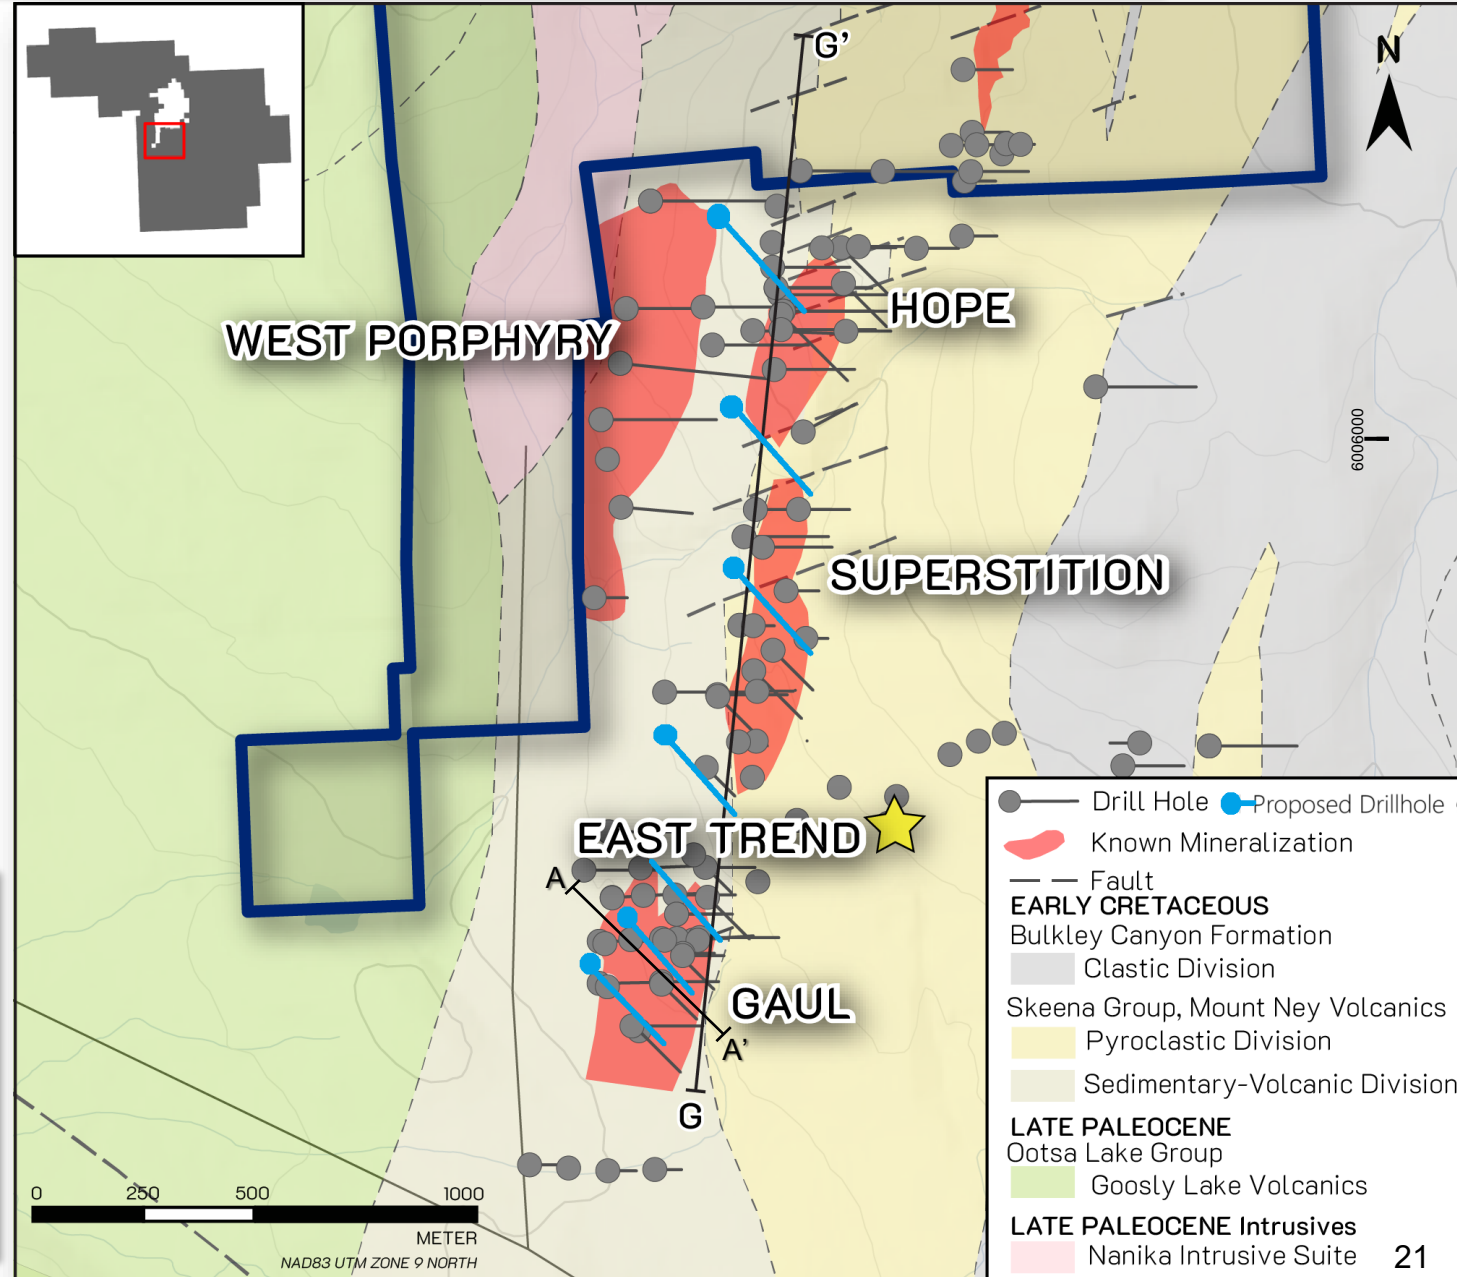 G'
N
HOPE
WEST PORPHYRY
6006000
SUPERSTITION
EAST TREND
A
GAUL
A'
G
Drill Hole
Proposed Drillhole
Known Mineralization
Fault
EARLY CRETACEOUS
Bulkley Canyon Formation
Clastic Division
Skeena Group, Mount Ney Volcanics
Pyroclastic Division
Sedimentary-Volcanic Division
LATE PALEOCENE
Ootsa Lake Group
Goosly Lake Volcanics
LATE PALEOCENE Intrusives
Nanika Intrusive Suite
21
0 250 500 1000
METER
NAD83 UTM ZONE 9 NORTH